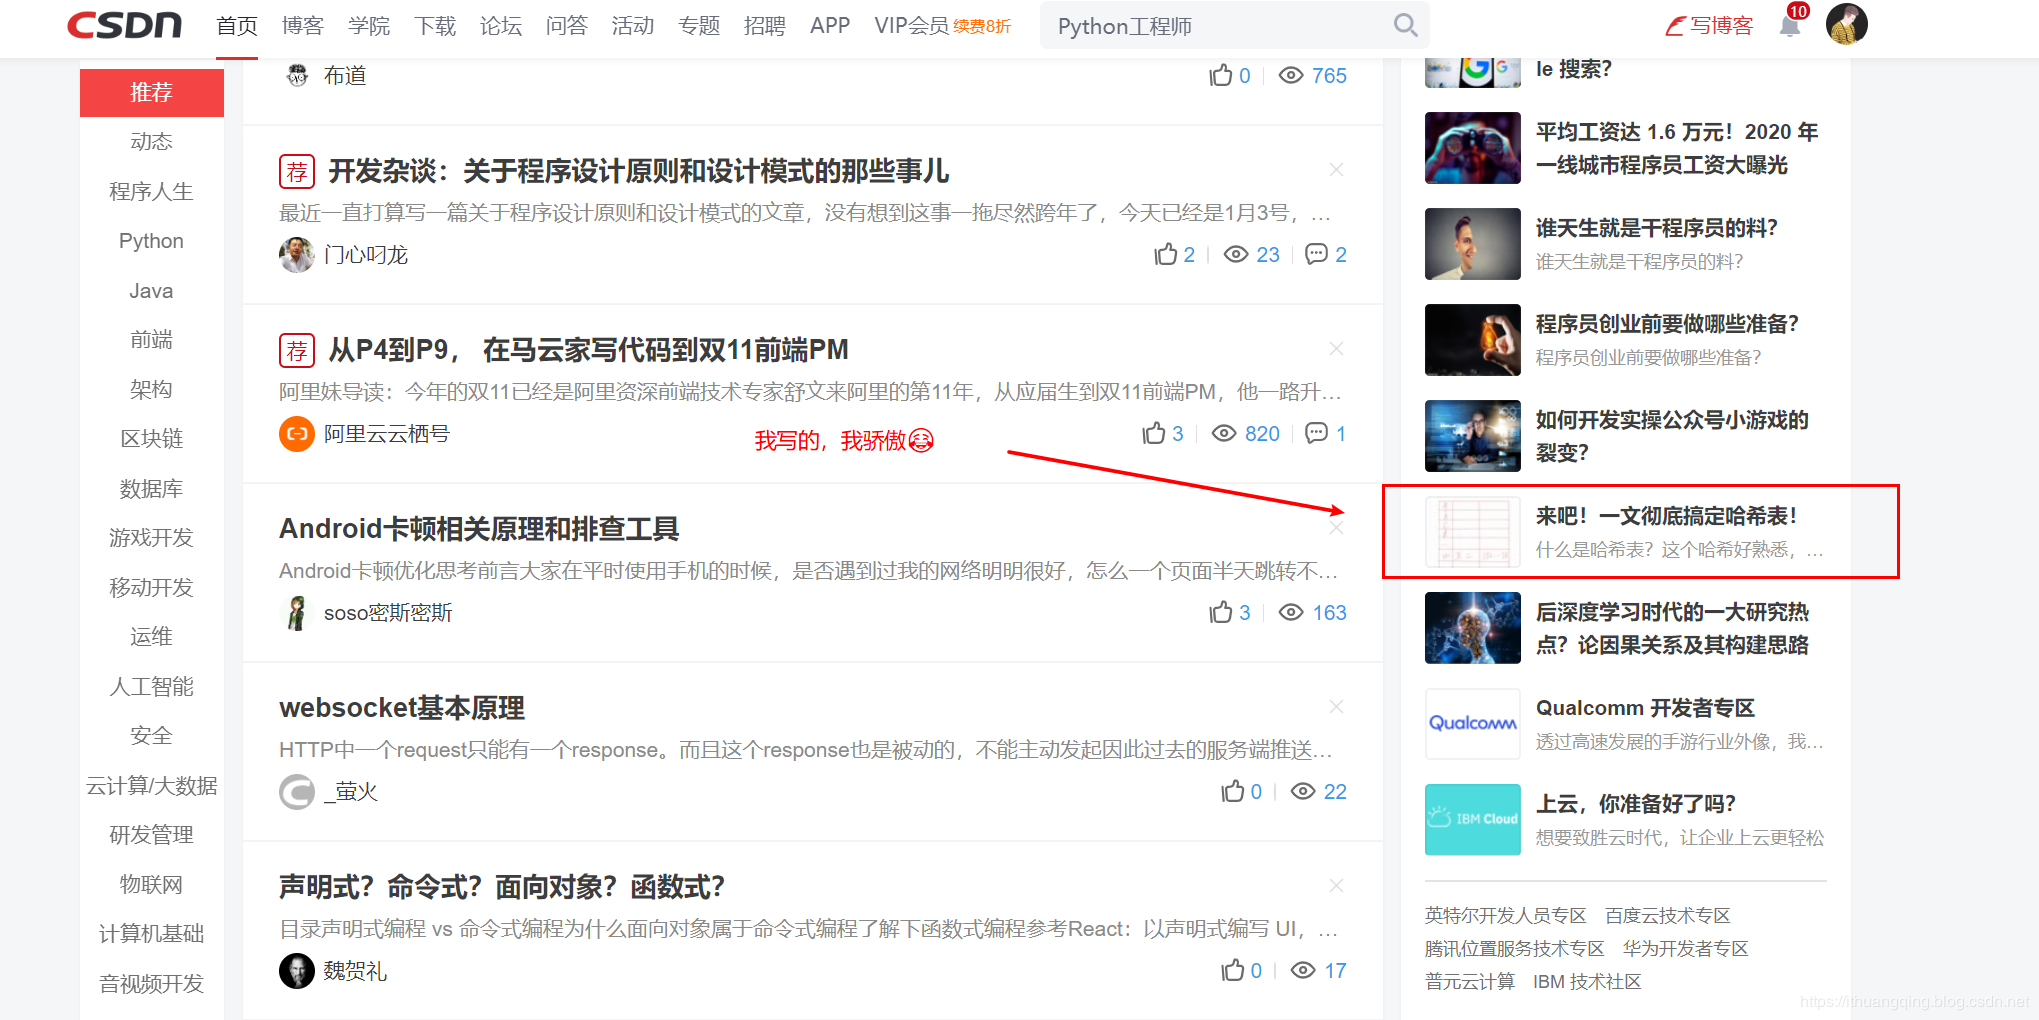 CSDN 首页 博客 学院 下载 论坛 问答 活动 专题 招聘 APP VIP会员 续费8折 Python工程师 写博客 10
推荐
动态
程序人生
Python
Java
前端
架构
区块链
数据库
游戏开发
移动开发
运维
人工智能
安全
云计算/大数据
研发管理
物联网
计算机基础
音视频开发
布道 0 765
荐 开发杂谈：关于程序设计原则和设计模式的那些事儿
最近一直打算写一篇关于程序设计原则和设计模式的文章，没有想到这事一拖尽然跨年了，今天已经是1月3号，...
门心叼龙 2 23 2
荐 从P4到P9， 在马云家写代码到双11前端PM
阿里妹导读：今年的双11已经是阿里资深前端技术专家舒文来阿里的第11年，从应届生到双11前端PM，他一路升...
阿里云云栖号 3 820 1
我写的，我骄傲😂
Android卡顿相关原理和排查工具
Android卡顿优化思考前言大家在平时使用手机的时候，是否遇到过我的网络明明很好，怎么一个页面半天跳转不...
soso密斯密斯 3 163
websocket基本原理
HTTP中一个request只能有一个response。而且这个response也是被动的，不能主动发起因此过去的服务端推送...
_萤火 0 22
声明式？命令式？面向对象？函数式？
目录声明式编程 vs 命令式编程为什么面向对象属于命令式编程了解下函数式编程参考React：以声明式编写 UI，...
魏贺礼 0 17
le 搜索？
平均工资达 1.6 万元！2020 年
一线城市程序员工资大曝光
谁天生就是干程序员的料？
谁天生就是干程序员的料？
程序员创业前要做哪些准备？
程序员创业前要做哪些准备？
如何开发实操公众号小游戏的
裂变？
来吧！一文彻底搞定哈希表！
什么是哈希表？这个哈希好熟悉，...
后深度学习时代的一大研究热
点？论因果关系及其构建思路
Qualcomm
Qualcomm 开发者专区
透过高速发展的手游行业外像，我...
IBM Cloud
上云，你准备好了吗？
想要致胜云时代，让企业上云更轻松
英特尔开发人员专区 百度云技术专区
腾讯位置服务技术专区 华为开发者专区
普元云计算 IBM 技术社区
https://ithuangqing.blog.csdn.net